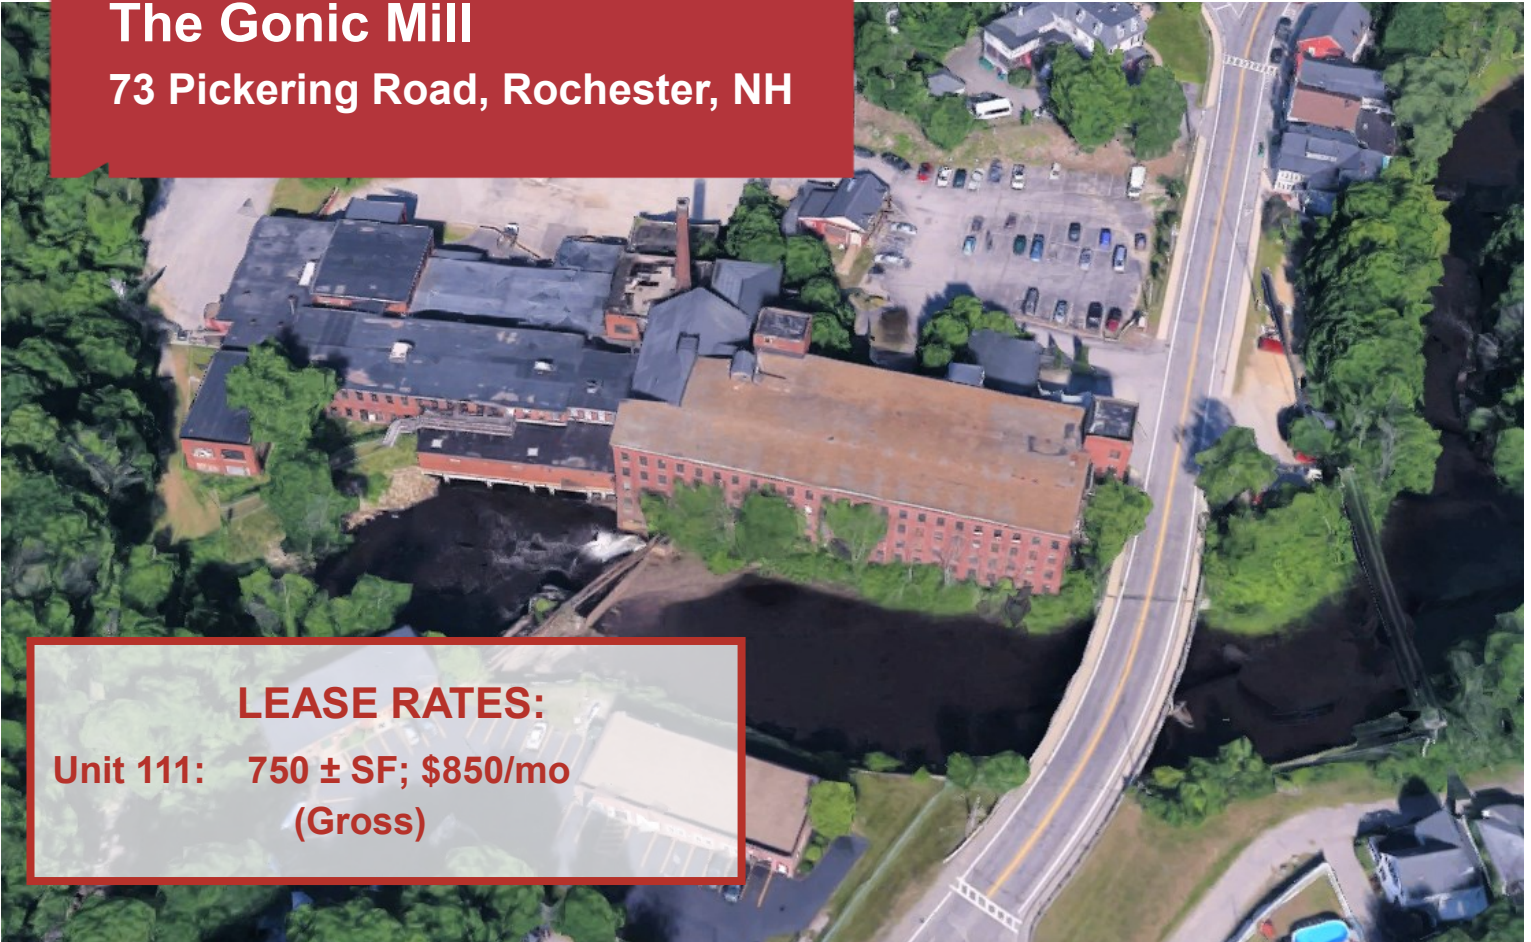 The Gonic Mill
73 Pickering Road, Rochester, NH
LEASE RATES:
Unit 111: 750 ± SF; $850/mo
(Gross)